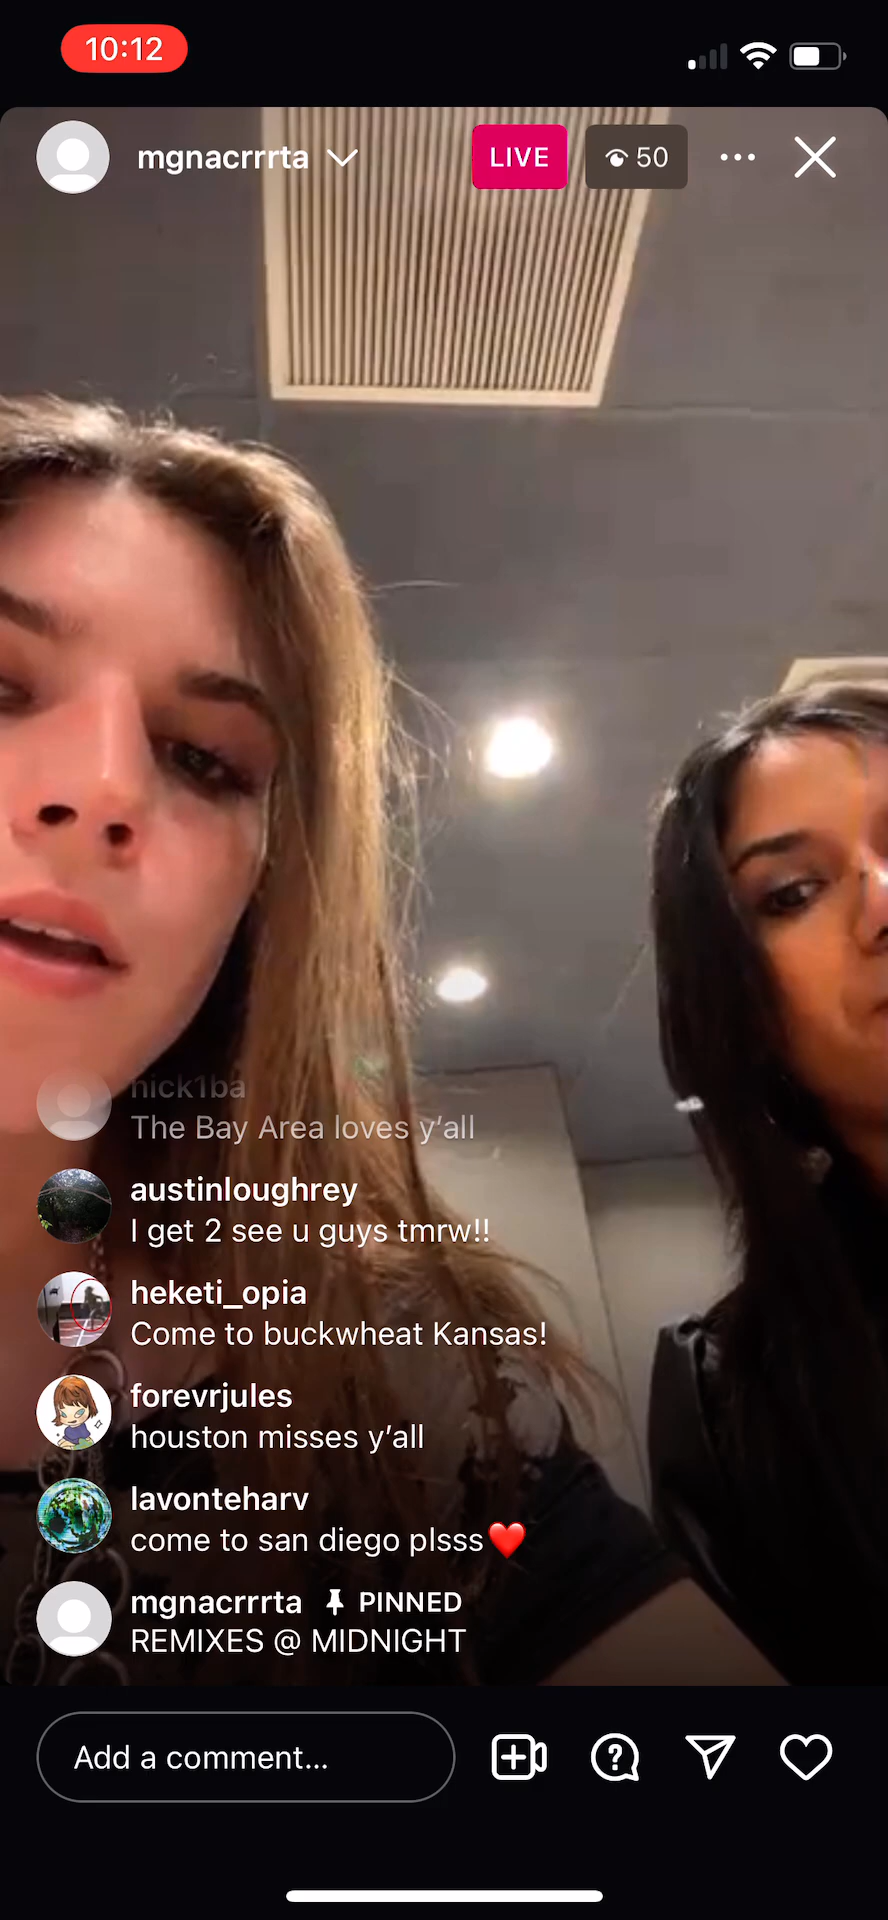 10:12
mgnacrrrta
LIVE
50
nick1ba
The Bay Area loves y’all
austinloughrey
I get 2 see u guys tmrw!!
heketi_opia
Come to buckwheat Kansas!
forevrjules
houston misses y’all
lavonteharv
come to san diego plsss❤️
mgnacrrrta PINNED
REMIXES @ MIDNIGHT
Add a comment...